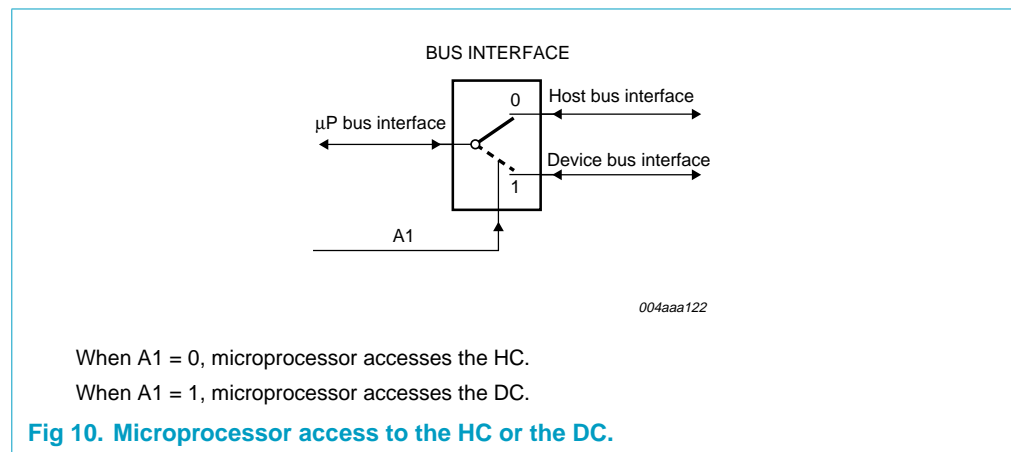 BUS INTERFACE
0
Host bus interface
μP bus interface
Device bus interface
1
A1
004aaa122
When A1 = 0, microprocessor accesses the HC.
When A1 = 1, microprocessor accesses the DC.
Fig 10. Microprocessor access to the HC or the DC.